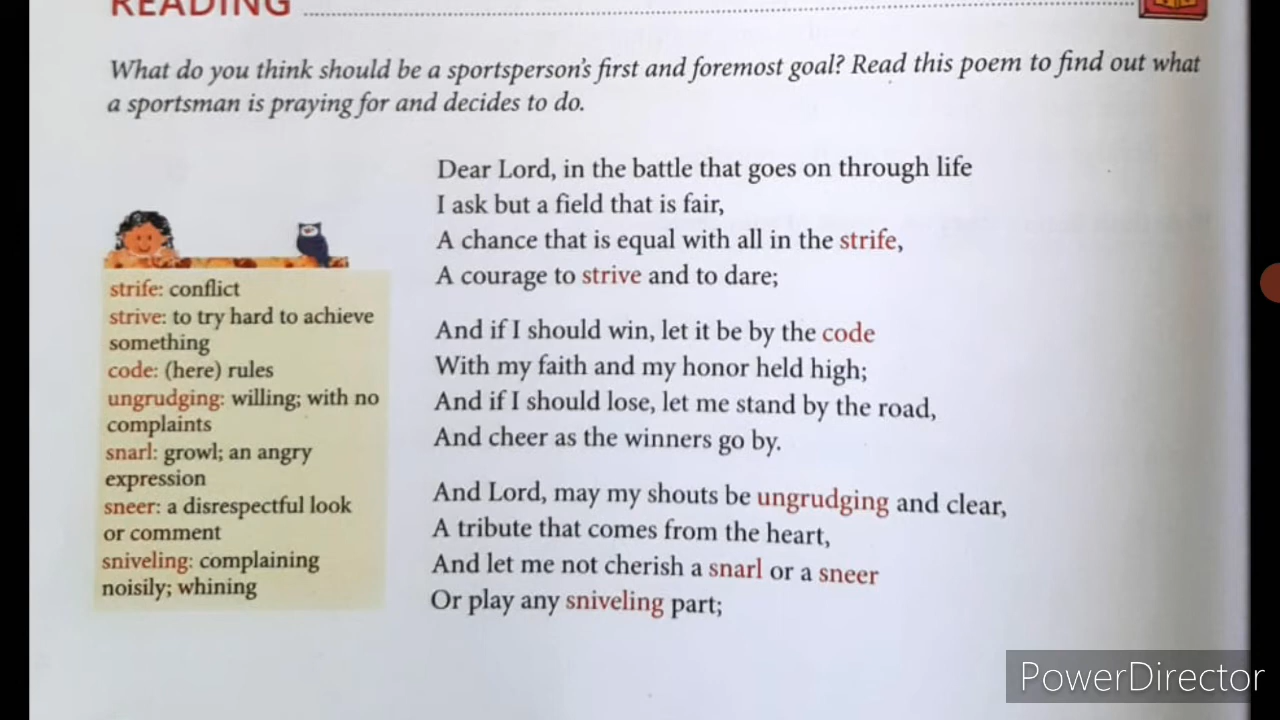 READING
What do you think should be a sportsperson's first and foremost goal? Read this poem to find out what
a sportsman is praying for and decides to do.
Dear Lord, in the battle that goes on through life
I ask but a field that is fair,
A chance that is equal with all in the strife,
A courage to strive and to dare;
And if I should win, let it be by the code
With my faith and my honor held high;
And if I should lose, let me stand by the road,
And cheer as the winners go by.
And Lord, may my shouts be ungrudging and clear,
A tribute that comes from the heart,
And let me not cherish a snarl or a sneer
Or play any sniveling part;
strife: conflict
strive: to try hard to achieve
something
code: (here) rules
ungrudging: willing; with no
complaints
snarl: growl; an angry
expression
sneer: a disrespectful look
or comment
sniveling: complaining
noisily; whining
PowerDirector